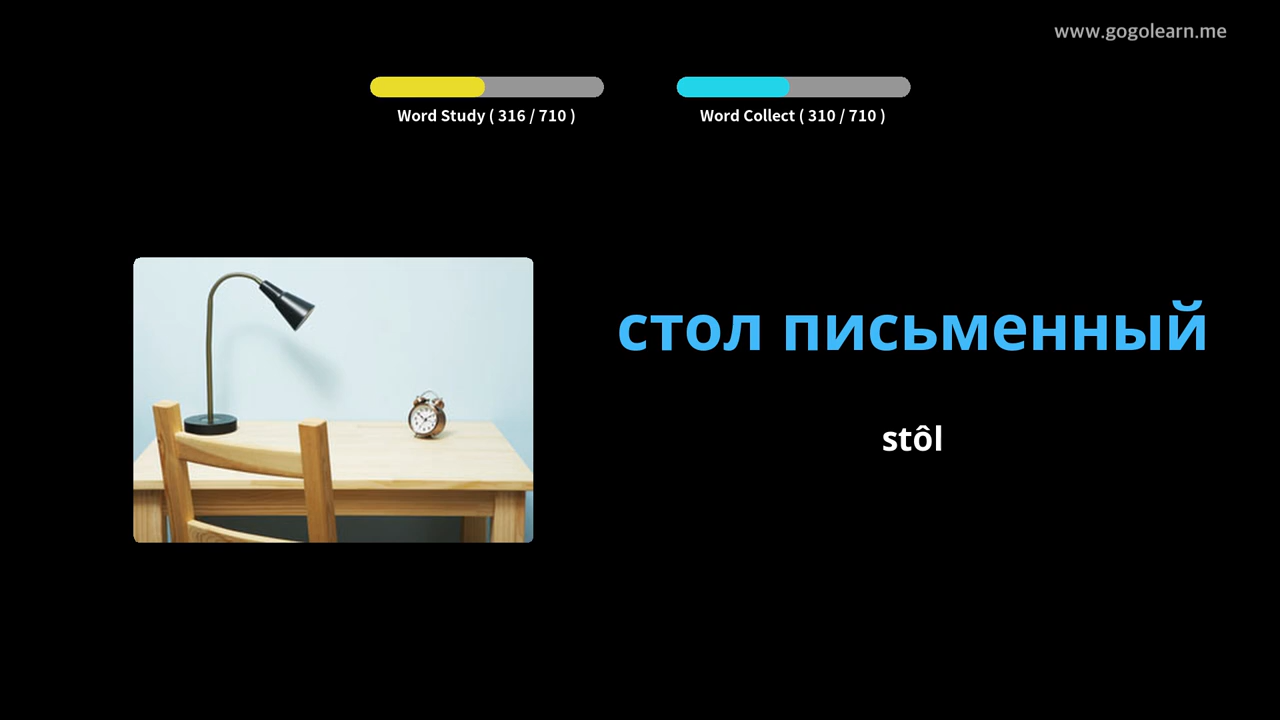 www.gogolearn.me
Word Study ( 316 / 710 )
Word Collect ( 310 / 710 )
стол письменный
stôl